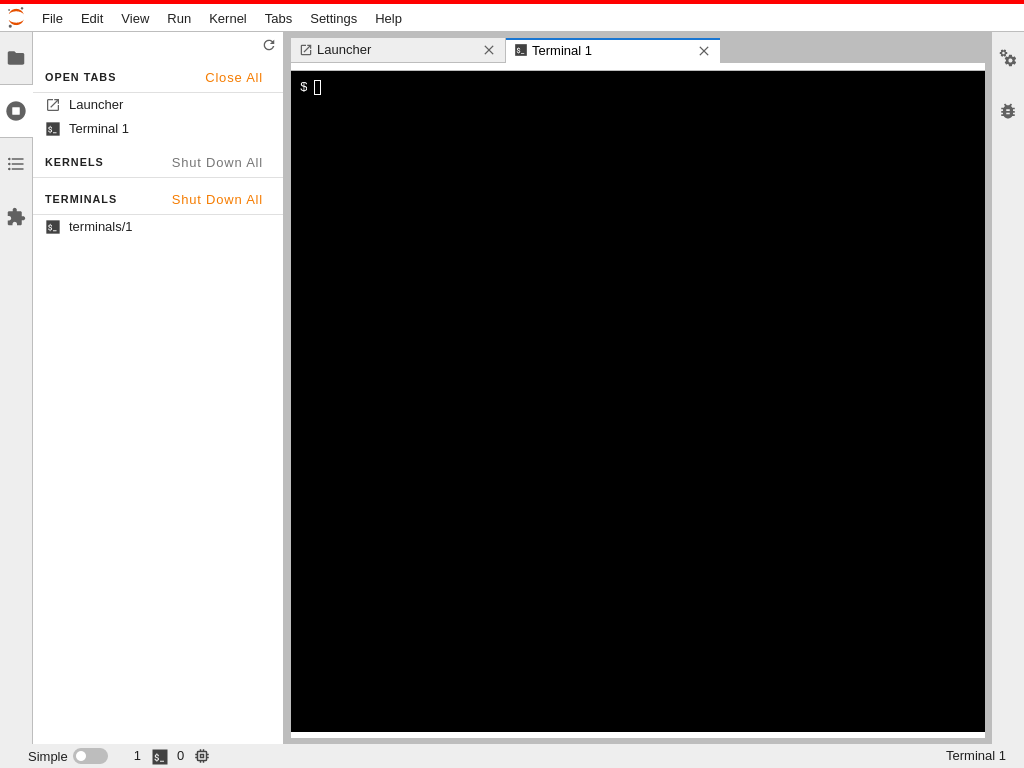 File Edit View Run Kernel Tabs Settings Help
Launcher
Terminal 1
OPEN TABS Close All
Launcher
Terminal 1
KERNELS Shut Down All
TERMINALS Shut Down All
terminals/1
$
Simple 1 0 Terminal 1